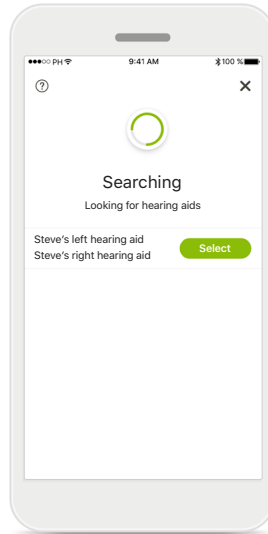 PH 9:41 AM 100 %
?
Searching
Looking for hearing aids
Steve's left hearing aid
Steve's right hearing aid
Select